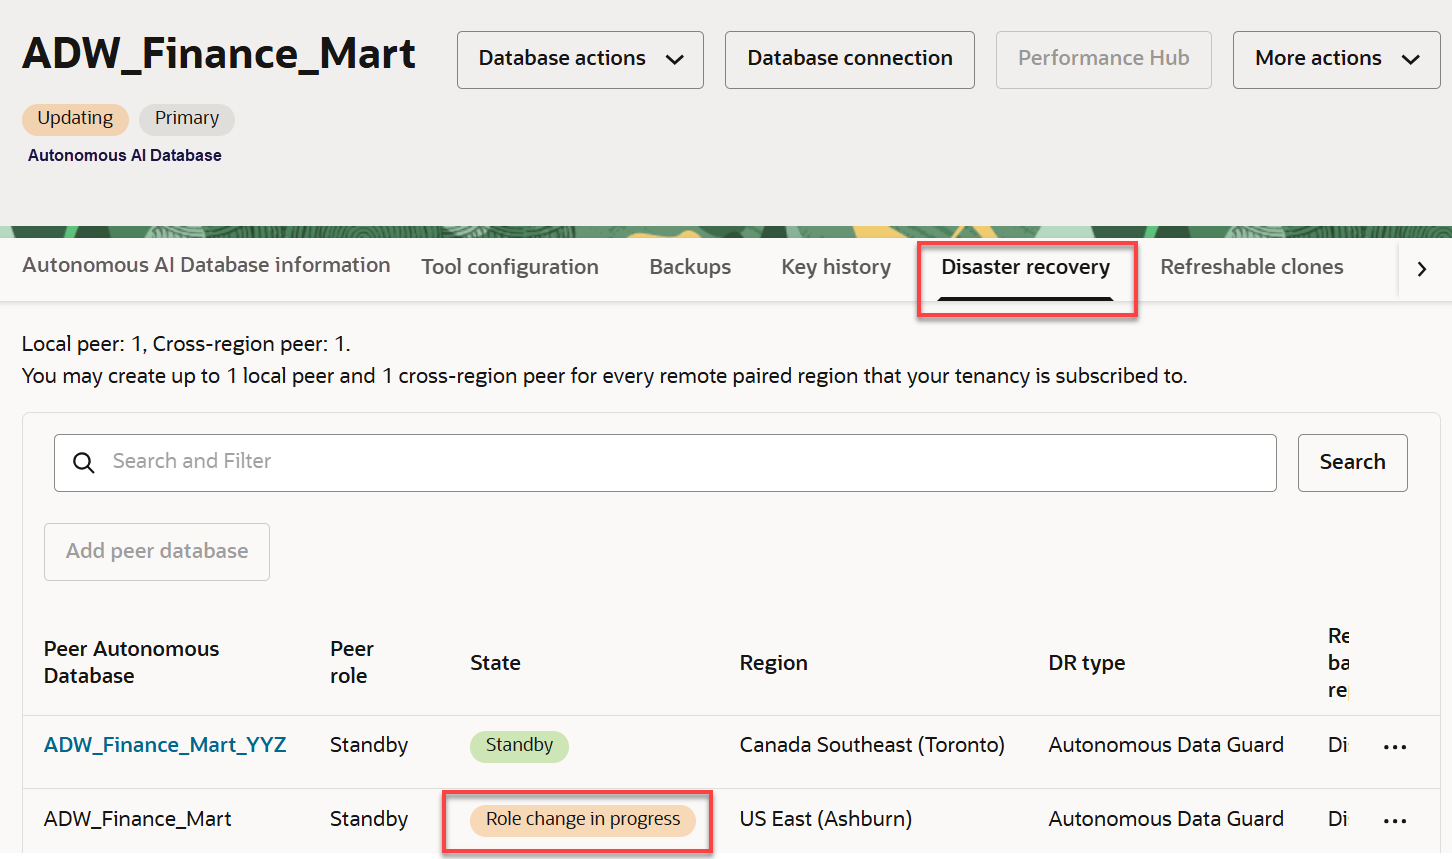 ADW_Finance_Mart
Database actions
Database connection
Performance Hub
More actions
Updating
Primary
Autonomous AI Database
Autonomous AI Database information
Tool configuration
Backups
Key history
Disaster recovery
Refreshable clones
Local peer: 1, Cross-region peer: 1.
You may create up to 1 local peer and 1 cross-region peer for every remote paired region that your tenancy is subscribed to.
Search and Filter
Search
Add peer database
Peer Autonomous
Database
Peer
role
State
Region
DR type
ADW_Finance_Mart_YYZ
Standby
Standby
Canada Southeast (Toronto)
Autonomous Data Guard
ADW_Finance_Mart
Standby
Role change in progress
US East (Ashburn)
Autonomous Data Guard